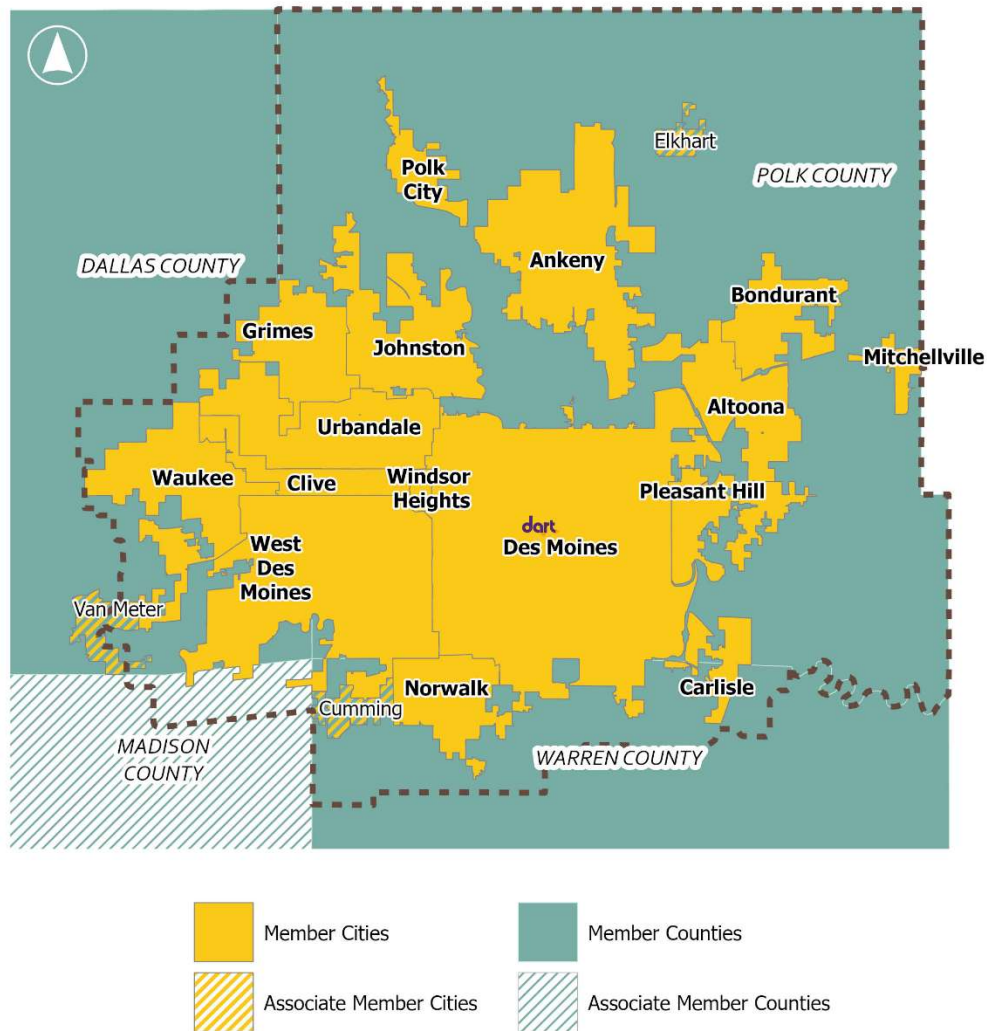 Elkhart
Polk
City
POLK COUNTY
Ankeny
DALLAS COUNTY
Bondurant
Grimes
Johnston
Mitchellville
Altoona
Urbandale
Waukee
Clive
Windsor
Heights
Pleasant Hill
dart
Des Moines
West
Des
Moines
Van Meter
Norwalk
Carlisle
Cumming
MADISON
COUNTY
WARREN COUNTY
Member Cities
Member Counties
Associate Member Cities
Associate Member Counties